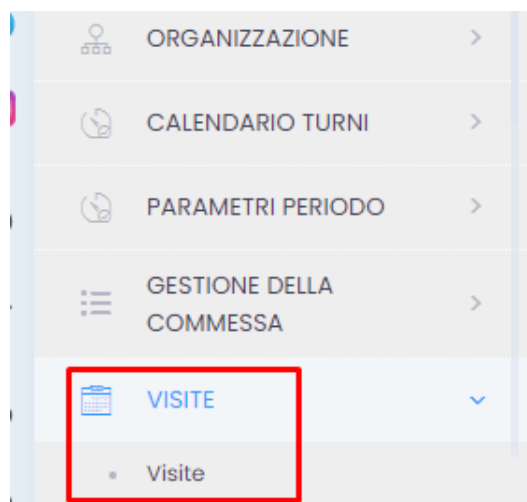 ORGANIZZAZIONE
CALENDARIO TURNI
PARAMETRI PERIODO
GESTIONE DELLA
COMMESSA
VISITE
Visite